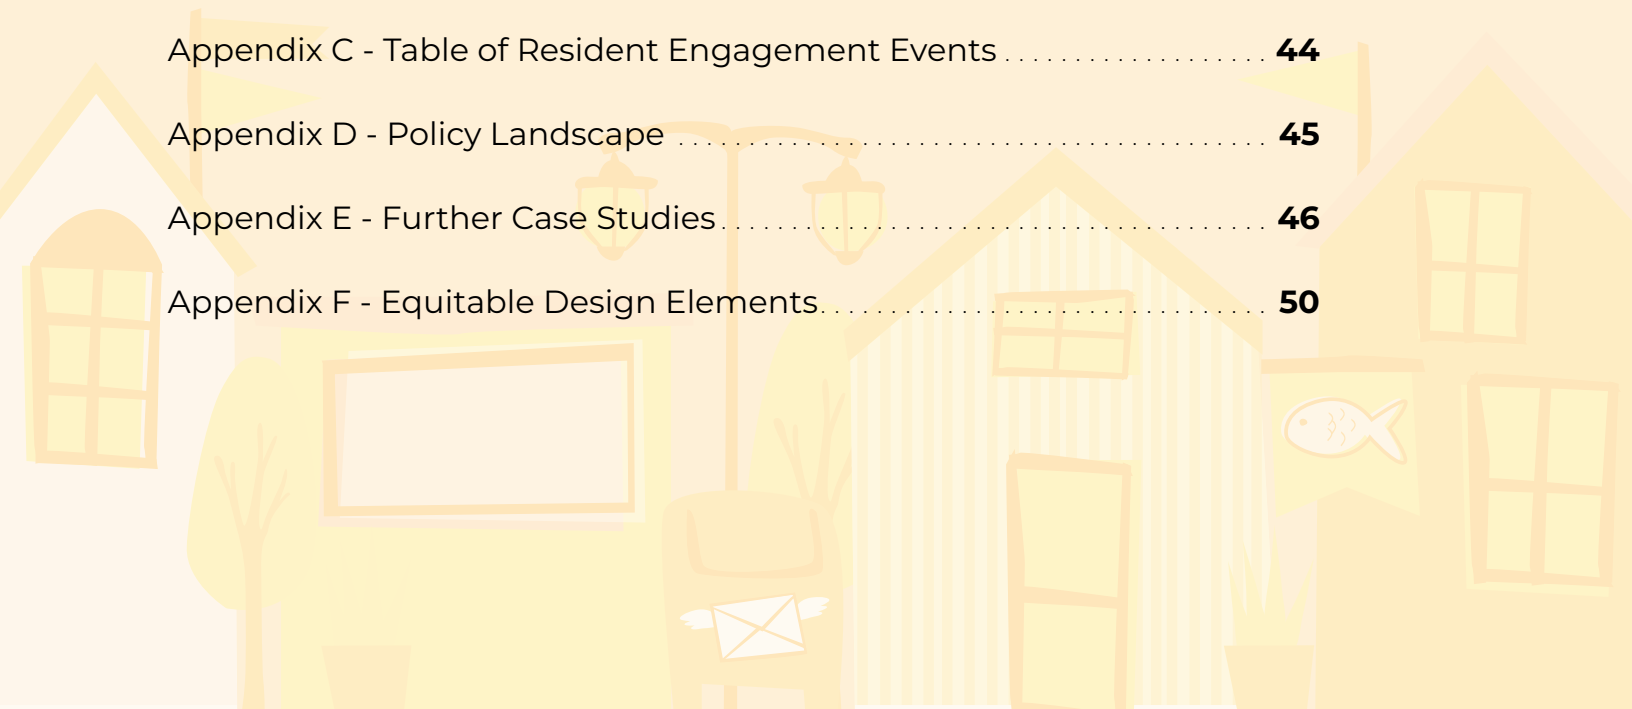 Appendix C - Table of Resident Engagement Events . . . . . . . . . . . . . . . . . . . 44
Appendix D - Policy Landscape . . . . . . . . . . . . . . . . . . . . . . . . . . . . . . . . . . . . . . . . . . 45
Appendix E - Further Case Studies . . . . . . . . . . . . . . . . . . . . . . . . . . . . . . . . . . . . . . . 46
Appendix F - Equitable Design Elements . . . . . . . . . . . . . . . . . . . . . . . . . . . . . . . . 50